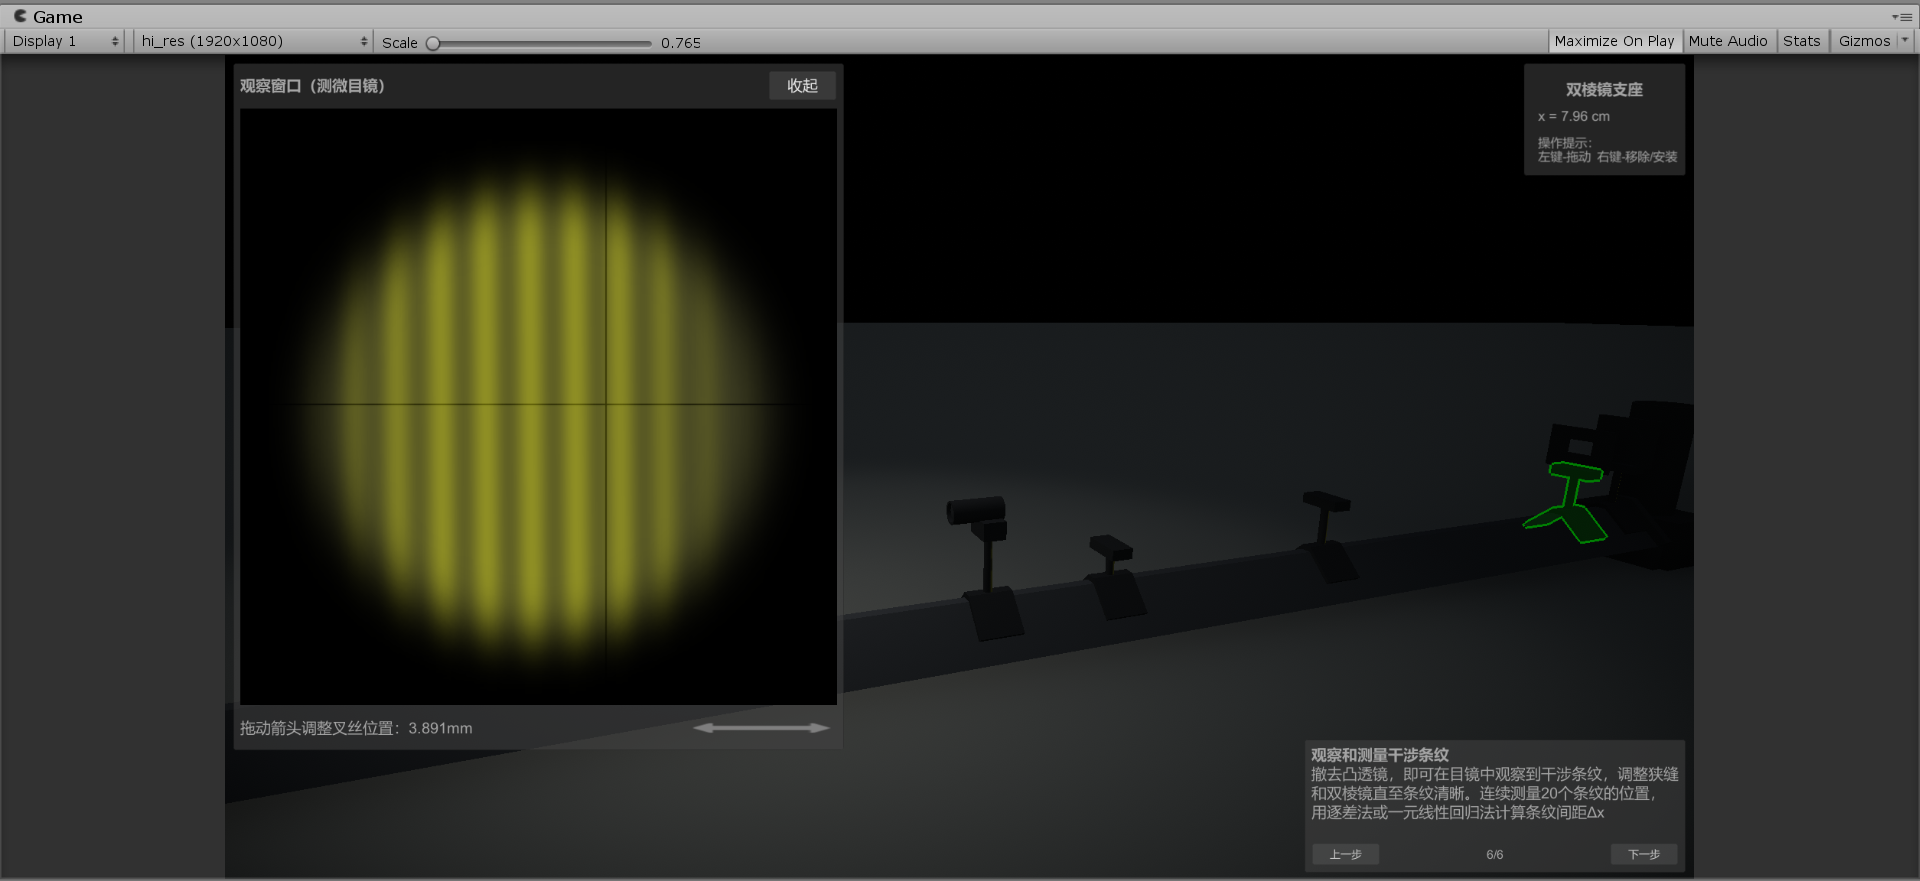 Game
Display 1
hi_res (1920x1080)
Scale
0.765
Maximize On Play
Mute Audio
Stats
Gizmos
观察窗口（测微目镜）
收起
双棱镜支座
x = 7.96 cm
操作提示：
左键-拖动 右键-移除/安装
拖动箭头调整叉丝位置：3.891mm
观察和测量干涉条纹
撤去凸透镜，即可在目镜中观察到干涉条纹，调整狭缝
和双棱镜直至条纹清晰。连续测量20个条纹的位置，
用逐差法或一元线性回归法计算条纹间距Δx
上一步
6/6
下一步